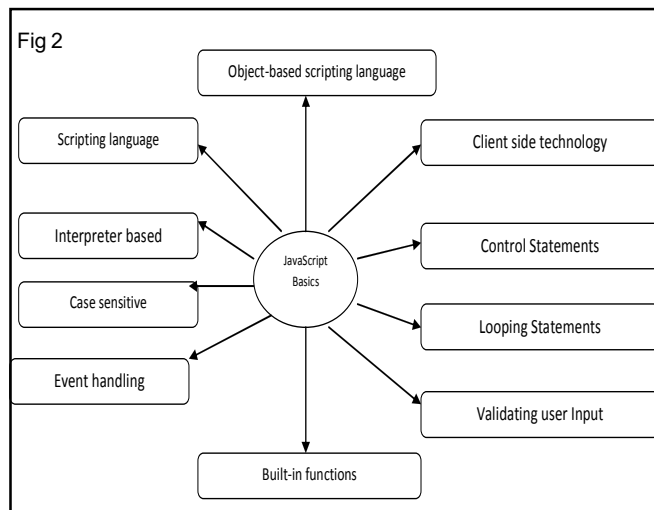 Fig 2
Object-based scripting language
Scripting language
Client side technology
Interpreter based
JavaScript
Basics
Control Statements
Case sensitive
Looping Statements
Event handling
Validating user Input
Built-in functions